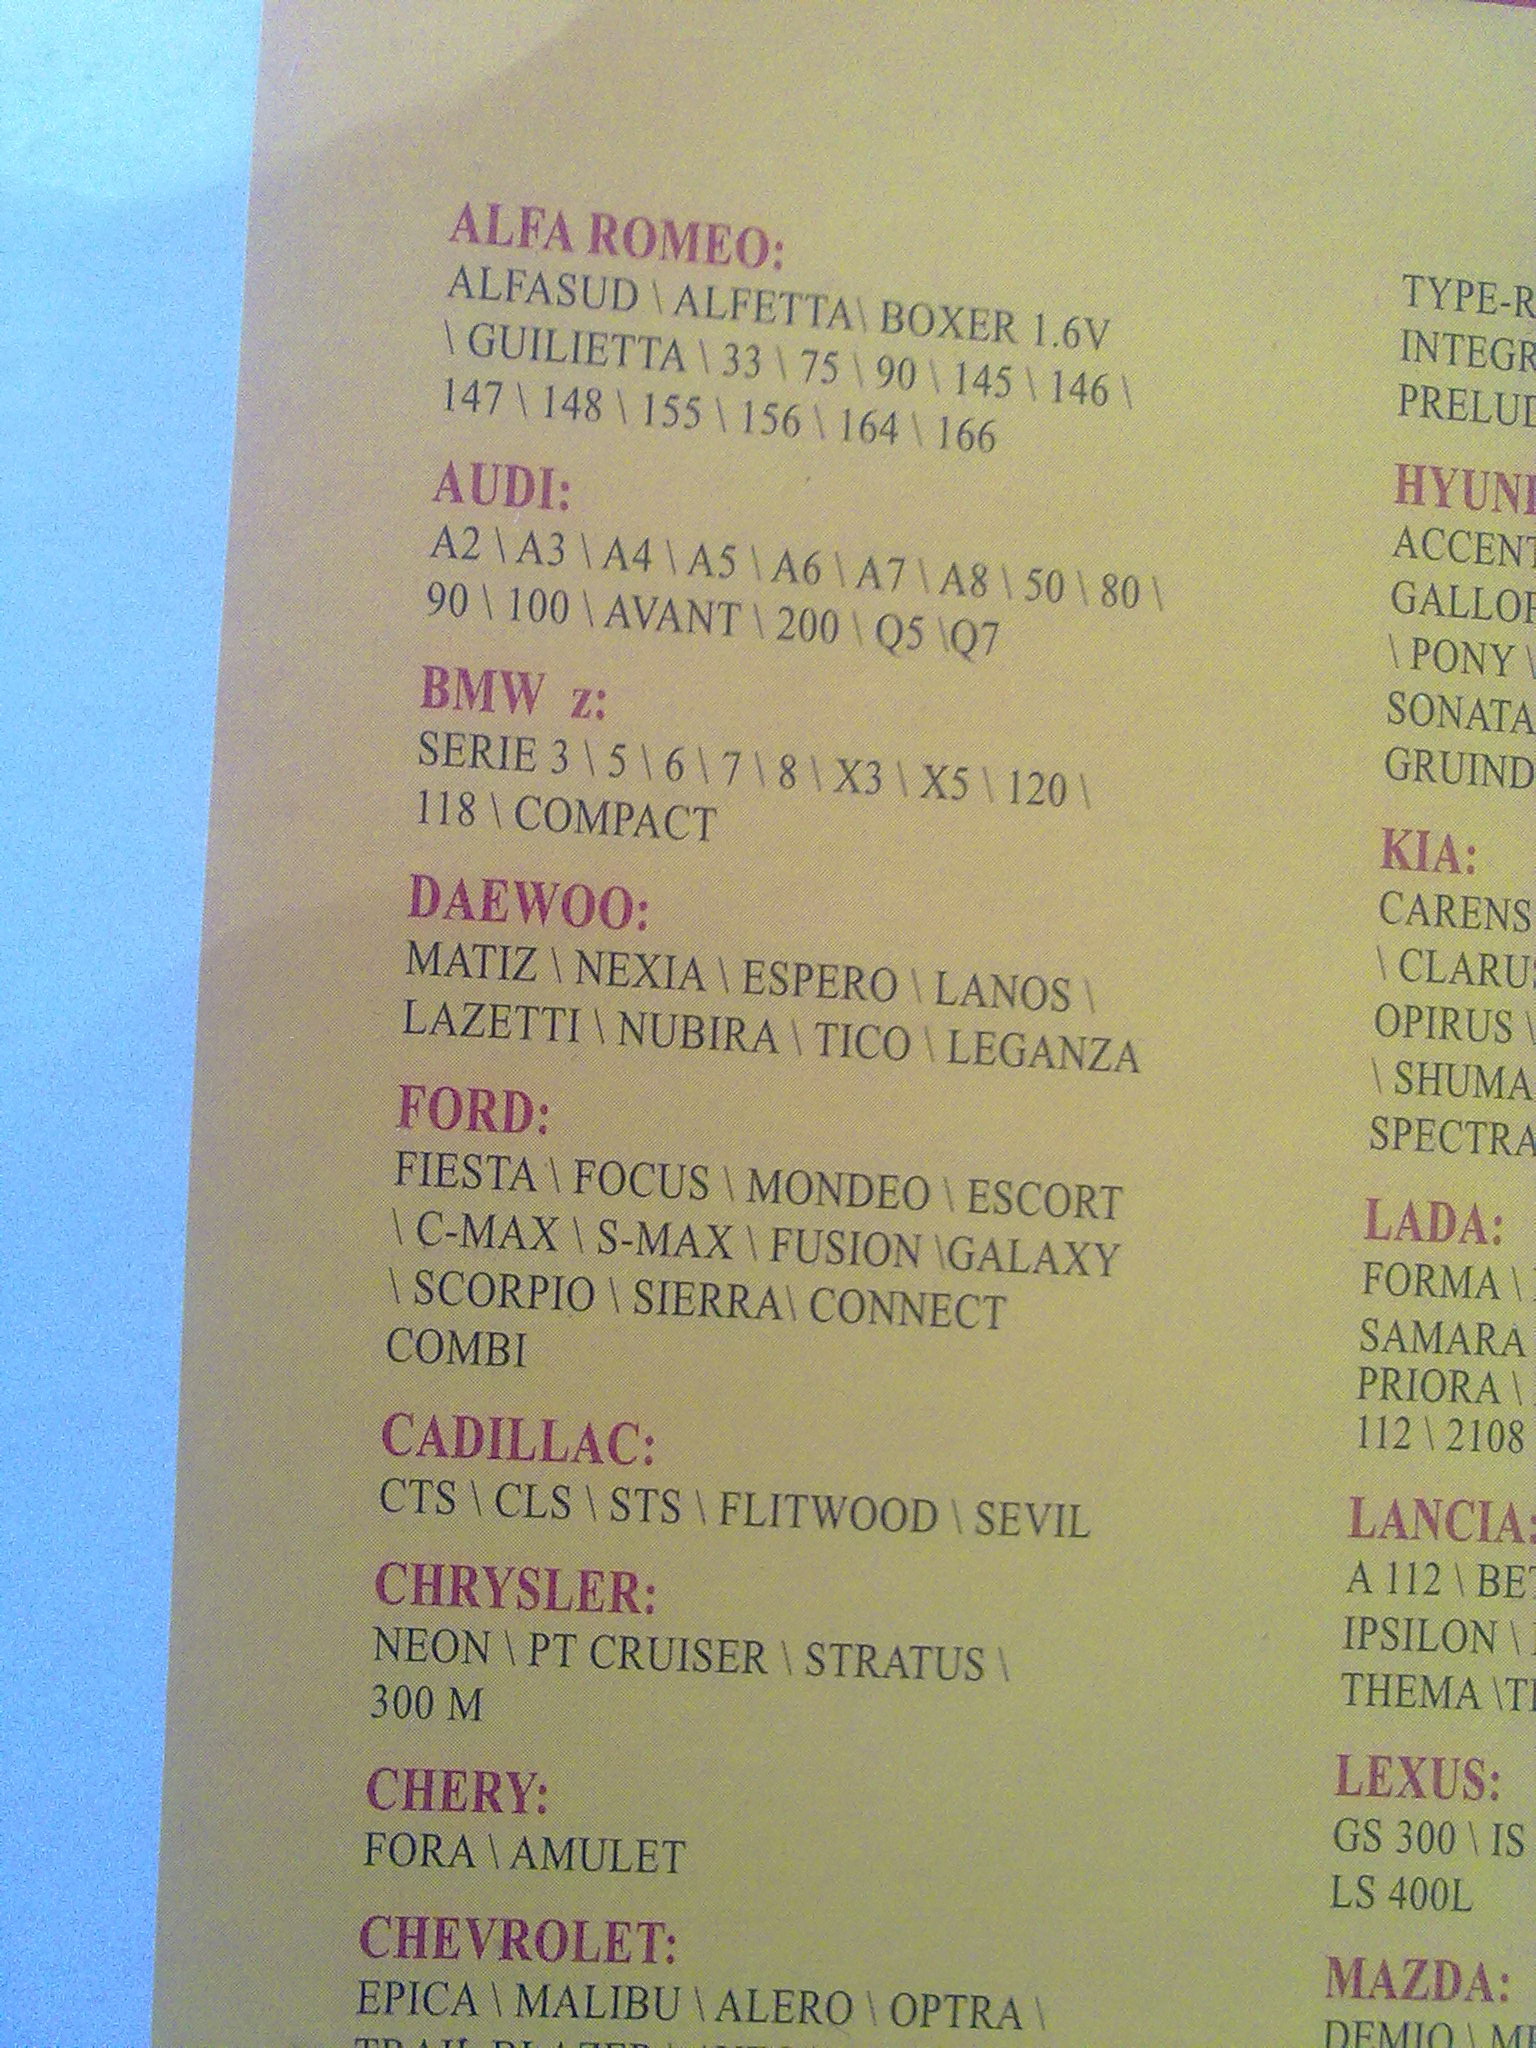 ALFA ROMEO:
ALFASUD \ ALFETTA\ BOXER 1.6V
\ GUILIETTA \ 33 \ 75 \ 90 \ 145 \ 146 \
147 \ 148 \ 155 \ 156 \ 164 \ 166
AUDI:
A2 \ A3 \ A4 \ A5 \ A6 \ A7 \ A8 \ 50 \ 80 \
90 \ 100 \ AVANT \ 200 \ Q5 \Q7
BMW z:
SERIE 3 \ 5 \ 6 \ 7 \ 8 \ X3 \ X5 \ 120 \
118 \ COMPACT
DAEWOO:
MATIZ \ NEXIA \ ESPERO \ LANOS \
LAZETTI \ NUBIRA \ TICO \ LEGANZA
FORD:
FIESTA \ FOCUS \ MONDEO \ ESCORT
\ C-MAX \ S-MAX \ FUSION \GALAXY
\ SCORPIO \ SIERRA\ CONNECT
COMBI
CADILLAC:
CTS \ CLS \ STS \ FLITWOOD \ SEVIL
CHRYSLER:
NEON \ PT CRUISER \ STRATUS \
300 M
CHERY:
FORA \ AMULET
CHEVROLET:
EPICA \ MALIBU \ ALERO \ OPTRA \
TYPE-R
INTEGR
PRELUD
HYUN
ACCENT
GALLOP
\ PONY \
SONATA
GRUIND
KIA:
CARENS
\ CLARUS
OPIRUS \
\ SHUMA
SPECTRA
LADA:
FORMA \
SAMARA
PRIORA \
112 \ 2108
LANCIA:
A 112 \ BET
IPSILON \
THEMA \
LEXUS:
GS 300 \ IS
LS 400L
MAZDA:
DEMIO \